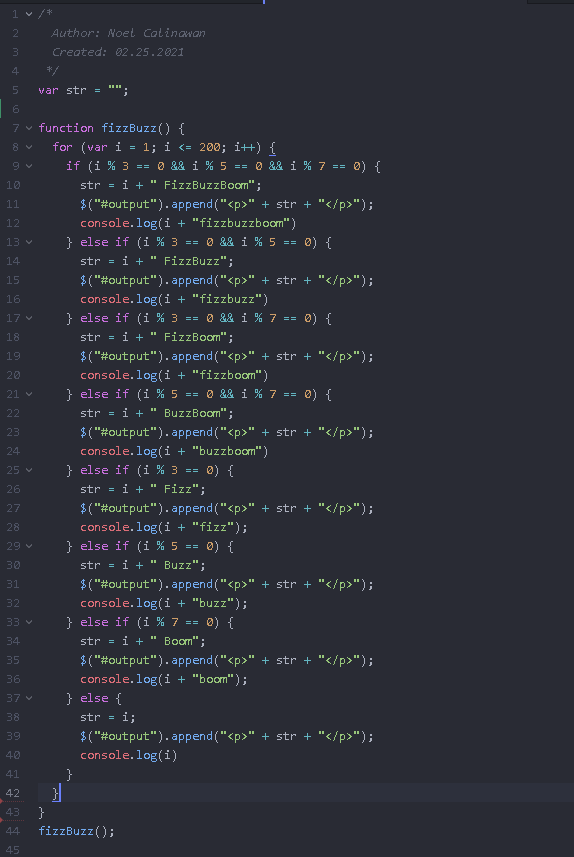 1 /*
2 Author: Noel Calinawan
3 Created: 02.25.2021
4 */
5 var str = "";
6
7 function fizzBuzz() {
8 for (var i = 1; i <= 200; i++) {
9 if (i % 3 == 0 && i % 5 == 0 && i % 7 == 0) {
10 str = i + " FizzBuzzBoom";
11 $("#output").append("<p>" + str + "</p>");
12 console.log(i + "fizzbuzzboom")
13 } else if (i % 3 == 0 && i % 5 == 0) {
14 str = i + " FizzBuzz";
15 $("#output").append("<p>" + str + "</p>");
16 console.log(i + "fizzbuzz")
17 } else if (i % 3 == 0 && i % 7 == 0) {
18 str = i + " FizzBoom";
19 $("#output").append("<p>" + str + "</p>");
20 console.log(i + "fizzboom")
21 } else if (i % 5 == 0 && i % 7 == 0) {
22 str = i + " BuzzBoom";
23 $("#output").append("<p>" + str + "</p>");
24 console.log(i + "buzzboom")
25 } else if (i % 3 == 0) {
26 str = i + " Fizz";
27 $("#output").append("<p>" + str + "</p>");
28 console.log(i + "fizz");
29 } else if (i % 5 == 0) {
30 str = i + " Buzz";
31 $("#output").append("<p>" + str + "</p>");
32 console.log(i + "buzz");
33 } else if (i % 7 == 0) {
34 str = i + " Boom";
35 $("#output").append("<p>" + str + "</p>");
36 console.log(i + "boom");
37 } else {
38 str = i;
39 $("#output").append("<p>" + str + "</p>");
40 console.log(i)
41 }
42 }
43 }
44 fizzBuzz();
45